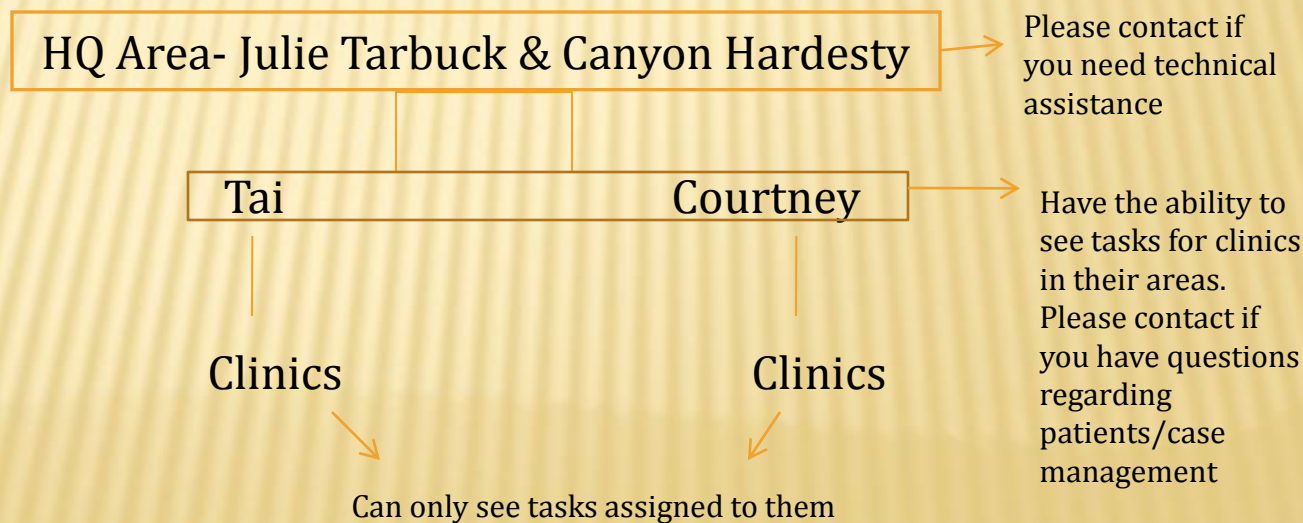 HQ Area- Julie Tarbuck & Canyon Hardesty
Please contact if
you need technical
assistance
Tai
Courtney
Have the ability to
see tasks for clinics
in their areas.
Please contact if
you have questions
regarding
patients/case
management
Clinics
Clinics
Can only see tasks assigned to them